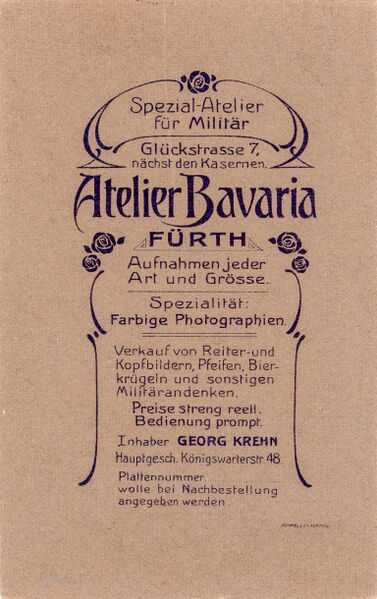 Spezial-Atelier
für Militär
Glückstrasse 7,
nächst den Kasernen.
Atelier Bavaria
FÜRTH
Aufnahmen jeder
Art und Grösse.
Spezialität:
Farbige Photographien.
Verkauf von Reiter-und
Kopfbildern, Pfeifen, Bier-
krügeln und sonstigen
Militärandenken.
Preise streng reell.
Bedienung prompt.
Inhaber GEORG KREHN
Hauptgesch. Königswarterstr. 48.
Plattennummer
wolle bei Nachbestellung
angegeben werden.